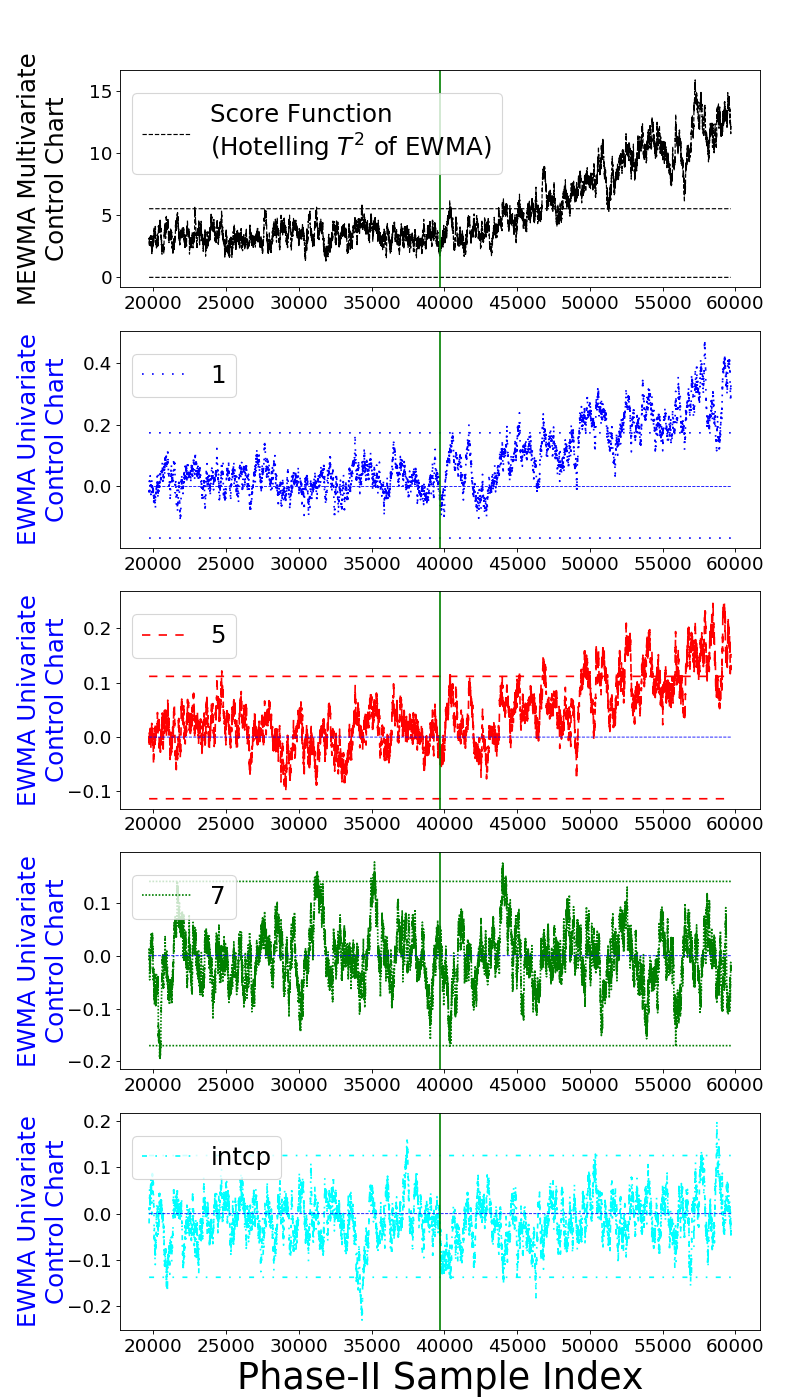 MEWMA Multivariate
Control Chart
15
10
5
0
Score Function
(Hotelling T² of EWMA)
20000 25000 30000 35000 40000 45000 50000 55000 60000
EWMA Univariate
Control Chart
0.4
0.2
0.0
1
20000 25000 30000 35000 40000 45000 50000 55000 60000
EWMA Univariate
Control Chart
0.2
0.1
0.0
−0.1
5
20000 25000 30000 35000 40000 45000 50000 55000 60000
EWMA Univariate
Control Chart
0.1
0.0
−0.1
−0.2
7
20000 25000 30000 35000 40000 45000 50000 55000 60000
EWMA Univariate
Control Chart
0.2
0.1
0.0
−0.1
−0.2
intcp
20000 25000 30000 35000 40000 45000 50000 55000 60000
Phase-II Sample Index